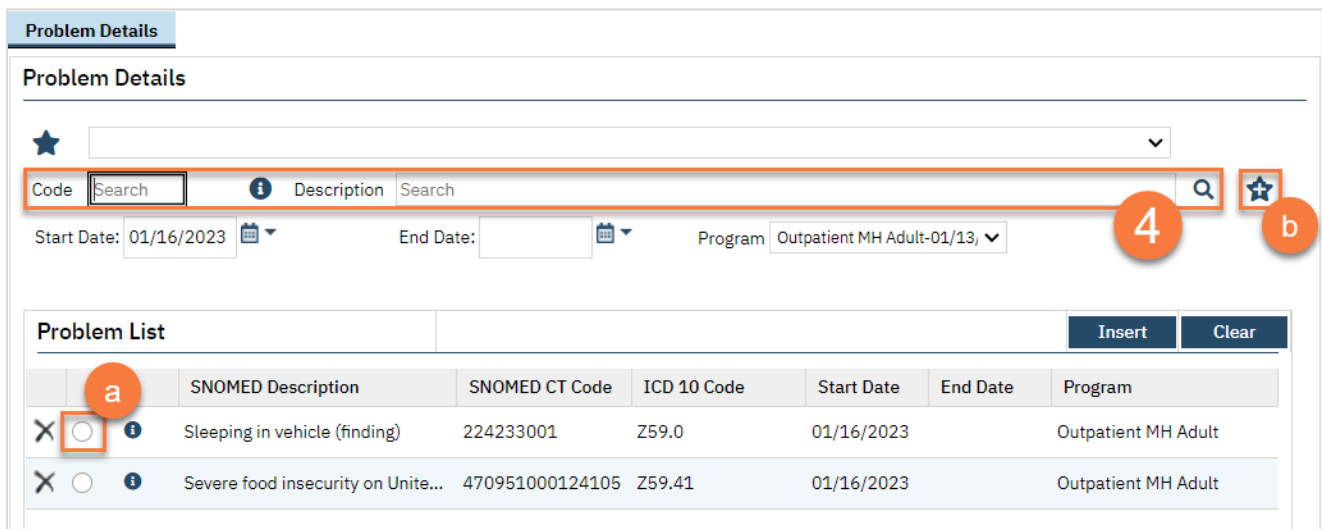 Problem Details
Problem Details
Code Search Description Search
4 b
Start Date: 01/16/2023 End Date: Program Outpatient MH Adult-01/13/
Problem List Insert Clear
a SNOMED Description SNOMED CT Code ICD 10 Code Start Date End Date Program
Sleeping in vehicle (finding) 224233001 Z59.0 01/16/2023 Outpatient MH Adult
Severe food insecurity on Unite... 470951000124105 Z59.41 01/16/2023 Outpatient MH Adult